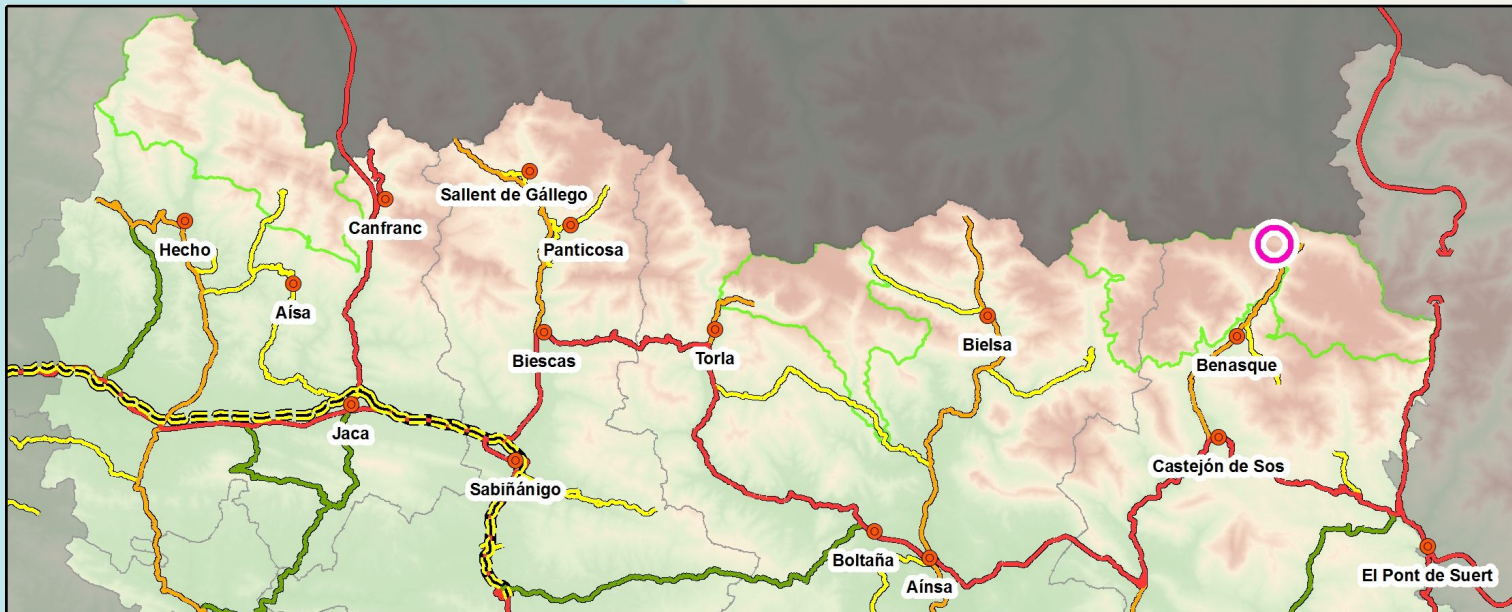 Sallent de Gállego
Canfranc
Hecho
Panticosa
Aísa
Bielsa
Biescas
Torla
Benasque
Jaca
Castejón de Sos
Sabiñánigo
Boltaña
Aínsa
El Pont de Suert